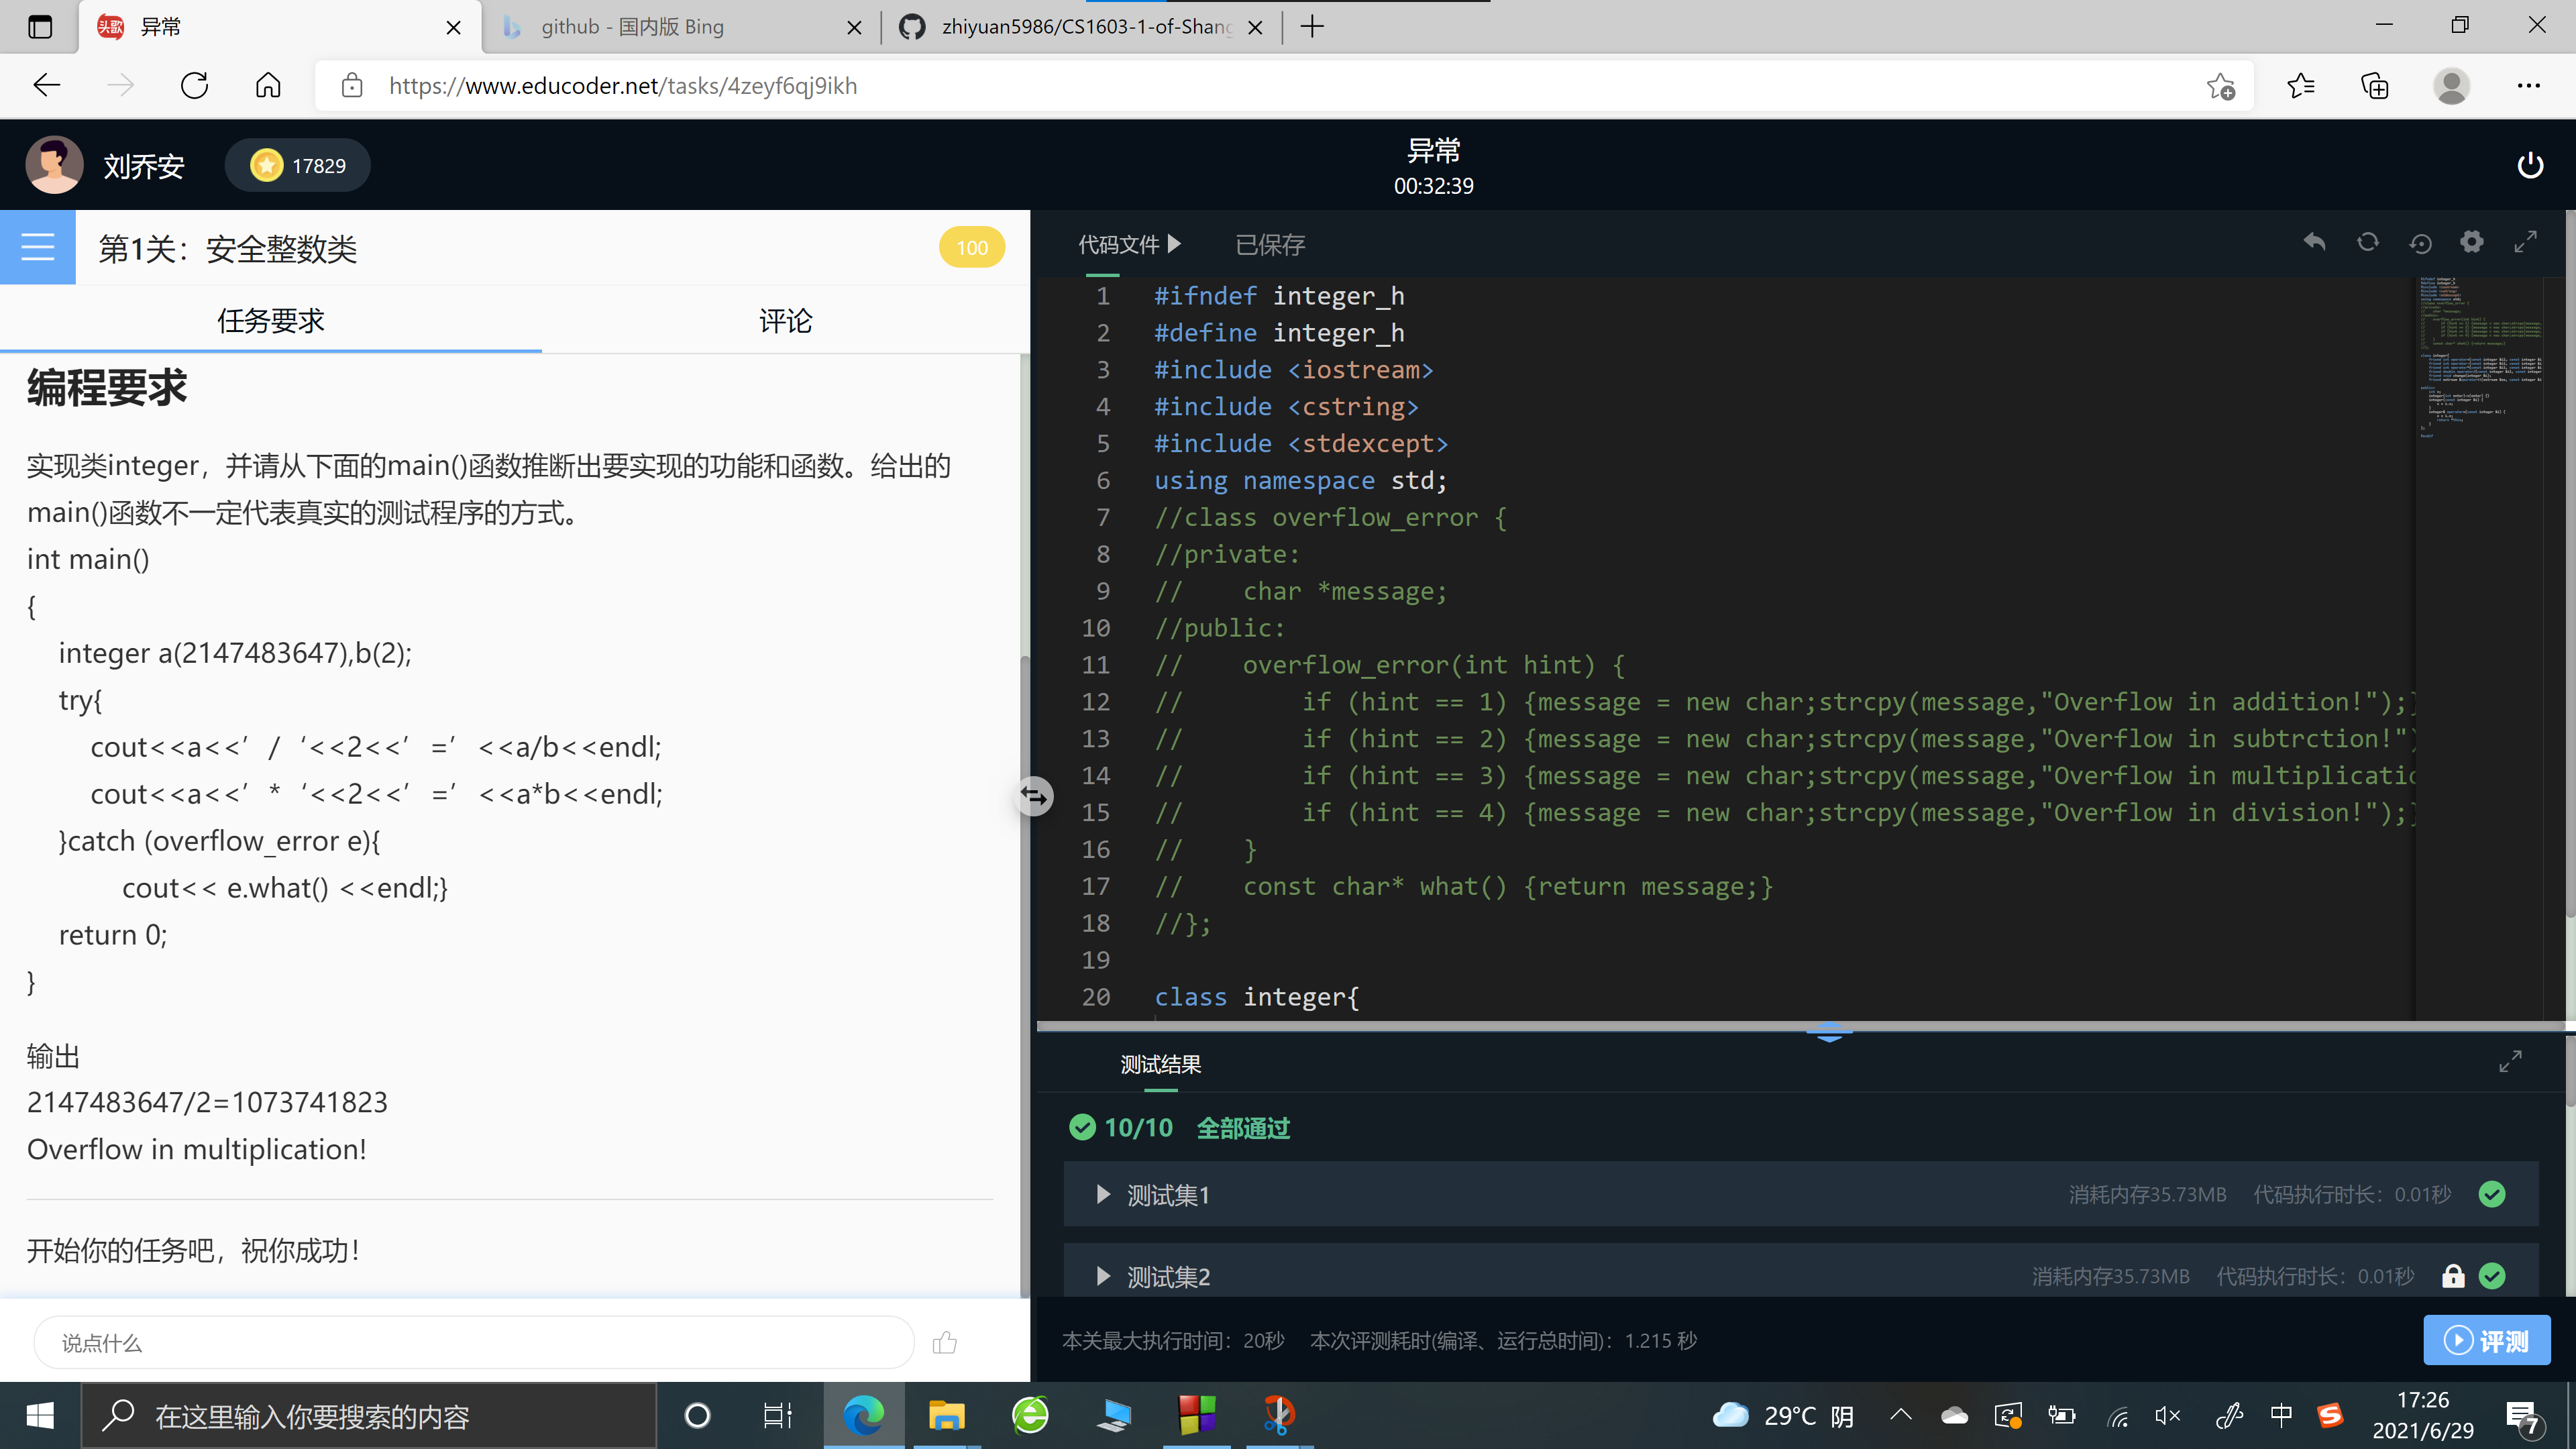 异常
github - 国内版 Bing
zhiyuan5986/CS1603-1-of-Shang
https://www.educoder.net/tasks/4zeyf6qj9ikh
刘乔安
17829
异常
00:32:39
第1关：安全整数类
100
任务要求
评论
编程要求
实现类integer，并请从下面的main()函数推断出要实现的功能和函数。给出的
main()函数不一定代表真实的测试程序的方式。
int main()
{
integer a(2147483647),b(2);
try{
cout<<a<<’ / ‘<<2<<’ =’ <<a/b<<endl;
cout<<a<<’ * ‘<<2<<’ =’ <<a*b<<endl;
}catch (overflow_error e){
cout<< e.what() <<endl;}
return 0;
}
输出
2147483647/2=1073741823
Overflow in multiplication!
开始你的任务吧，祝你成功！
说点什么
代码文件
已保存
1 #ifndef integer_h
2 #define integer_h
3 #include <iostream>
4 #include <cstring>
5 #include <stdexcept>
6 using namespace std;
7 //class overflow_error {
8 //private:
9 // char *message;
10 //public:
11 // overflow_error(int hint) {
12 // if (hint == 1) {message = new char;strcpy(message,"Overflow in addition!");}
13 // if (hint == 2) {message = new char;strcpy(message,"Overflow in subtrction!")
14 // if (hint == 3) {message = new char;strcpy(message,"Overflow in multiplicatio
15 // if (hint == 4) {message = new char;strcpy(message,"Overflow in division!");}
16 // }
17 // const char* what() {return message;}
18 //};
19
20 class integer{
测试结果
10/10 全部通过
测试集1
消耗内存35.73MB 代码执行时长：0.01秒
测试集2
消耗内存35.73MB 代码执行时长：0.01秒
本关最大执行时间：20秒 本次评测耗时(编译、运行总时间)：1.215 秒
评测
在这里输入你要搜索的内容
29°C 阴
中
17:26
2021/6/29
7